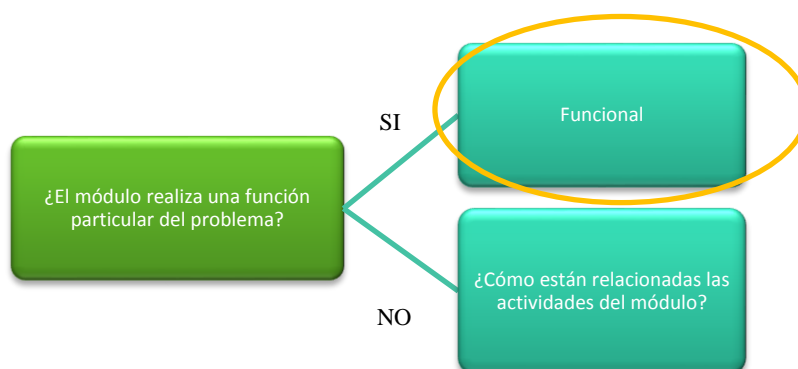 SI
Funcional
¿El módulo realiza una función
particular del problema?
¿Cómo están relacionadas las
actividades del módulo?
NO